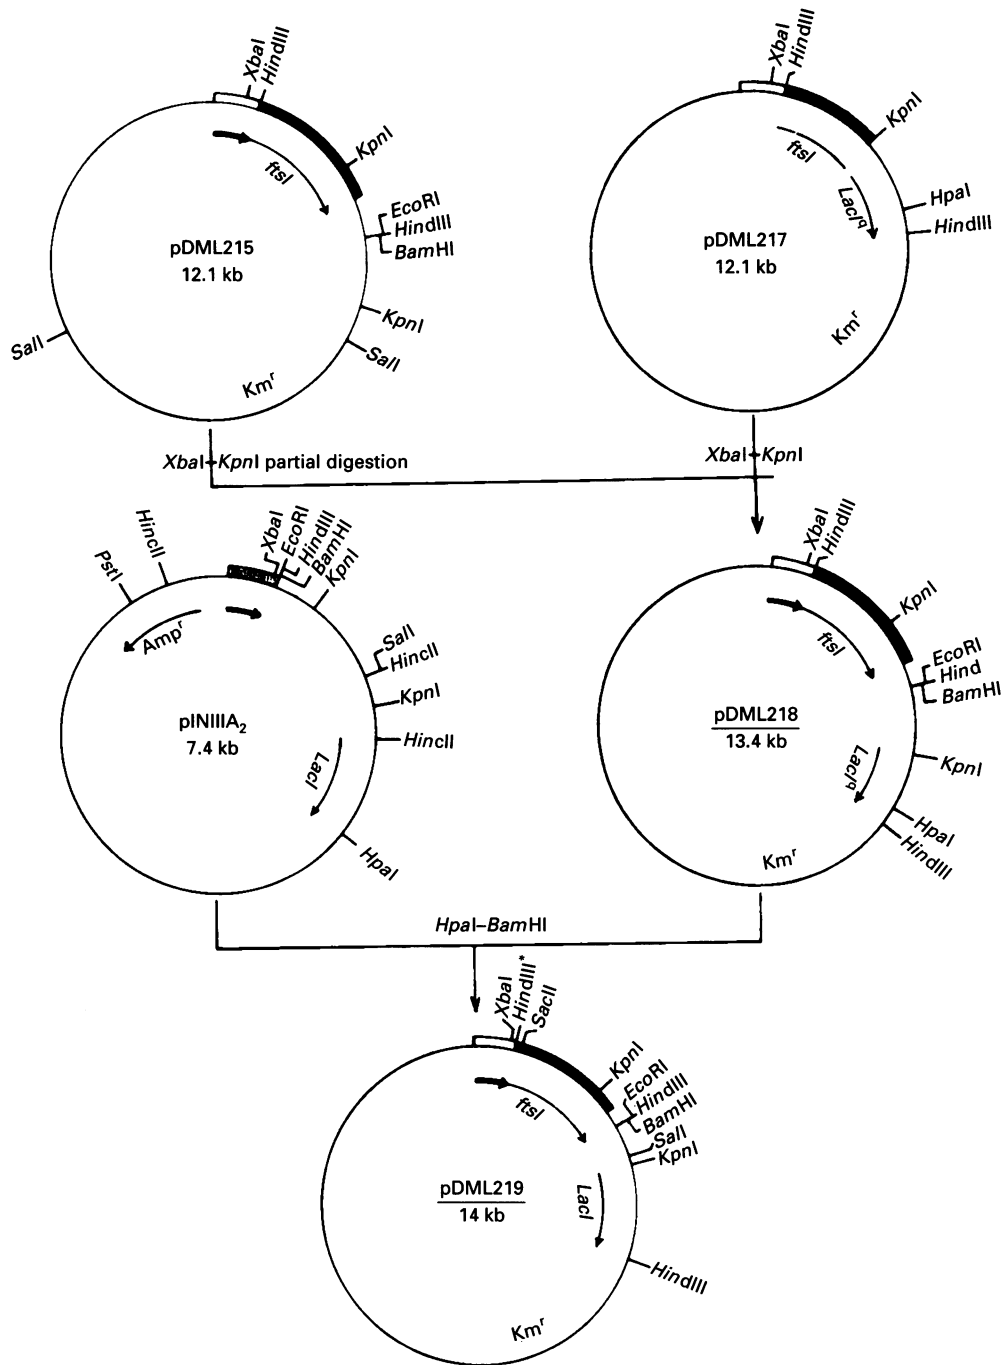 XbaI
HindIII
KpnI
ftsI
EcoRI
HindIII
BamHI
pDML215
12.1 kb
KpnI
SalI
SalI
Kmʳ
XbaI
HindIII
KpnI
ftsI
LacIq
HpaI
HindIII
pDML217
12.1 kb
Kmʳ
XbaI+KpnI partial digestion
XbaI+KpnI
PstI
HincII
XbaI
EcoRI
HindIII
BamHI
KpnI
Ampʳ
SalI
HincII
KpnI
HincII
pINIIIA₂
7.4 kb
LacI
HpaI
XbaI
HindIII
KpnI
ftsI
EcoRI
Hind
BamHI
pDML218
13.4 kb
KpnI
LacIq
HpaI
HindIII
Kmʳ
HpaI–BamHI
XbaI
HindIII*
SacII
KpnI
EcoRI
HindIII
BamHI
SalI
KpnI
ftsI
pDML219
14 kb
LacI
HindIII
Kmʳ